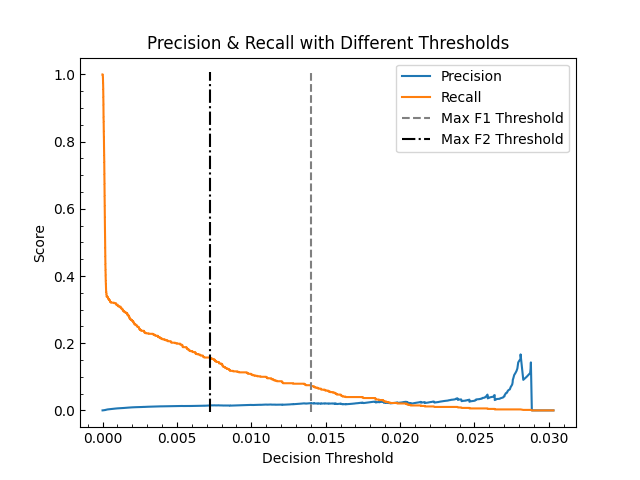 Precision & Recall with Different Thresholds
Precision
Recall
Max F1 Threshold
Max F2 Threshold
1.0
0.8
0.6
0.4
0.2
0.0
Score
0.000 0.005 0.010 0.015 0.020 0.025 0.030
Decision Threshold